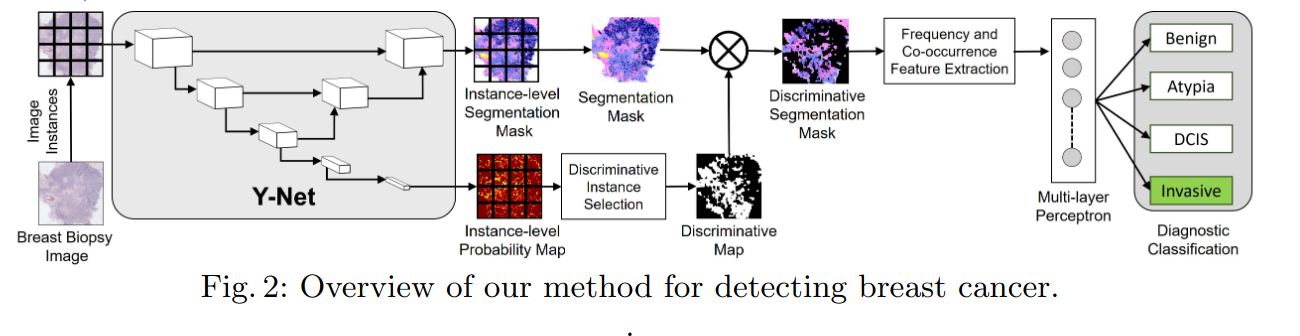 Image
Instances
Breast Biopsy
Image
Y-Net
Instance-level
Segmentation
Mask
Segmentation
Mask
Instance-level
Probability Map
Discriminative
Instance
Selection
Discriminative
Map
Discriminative
Segmentation
Mask
Frequency and
Co-occurrence
Feature Extraction
Multi-layer
Perceptron
Benign
Atypia
DCIS
Invasive
Diagnostic
Classification
Fig. 2: Overview of our method for detecting breast cancer.